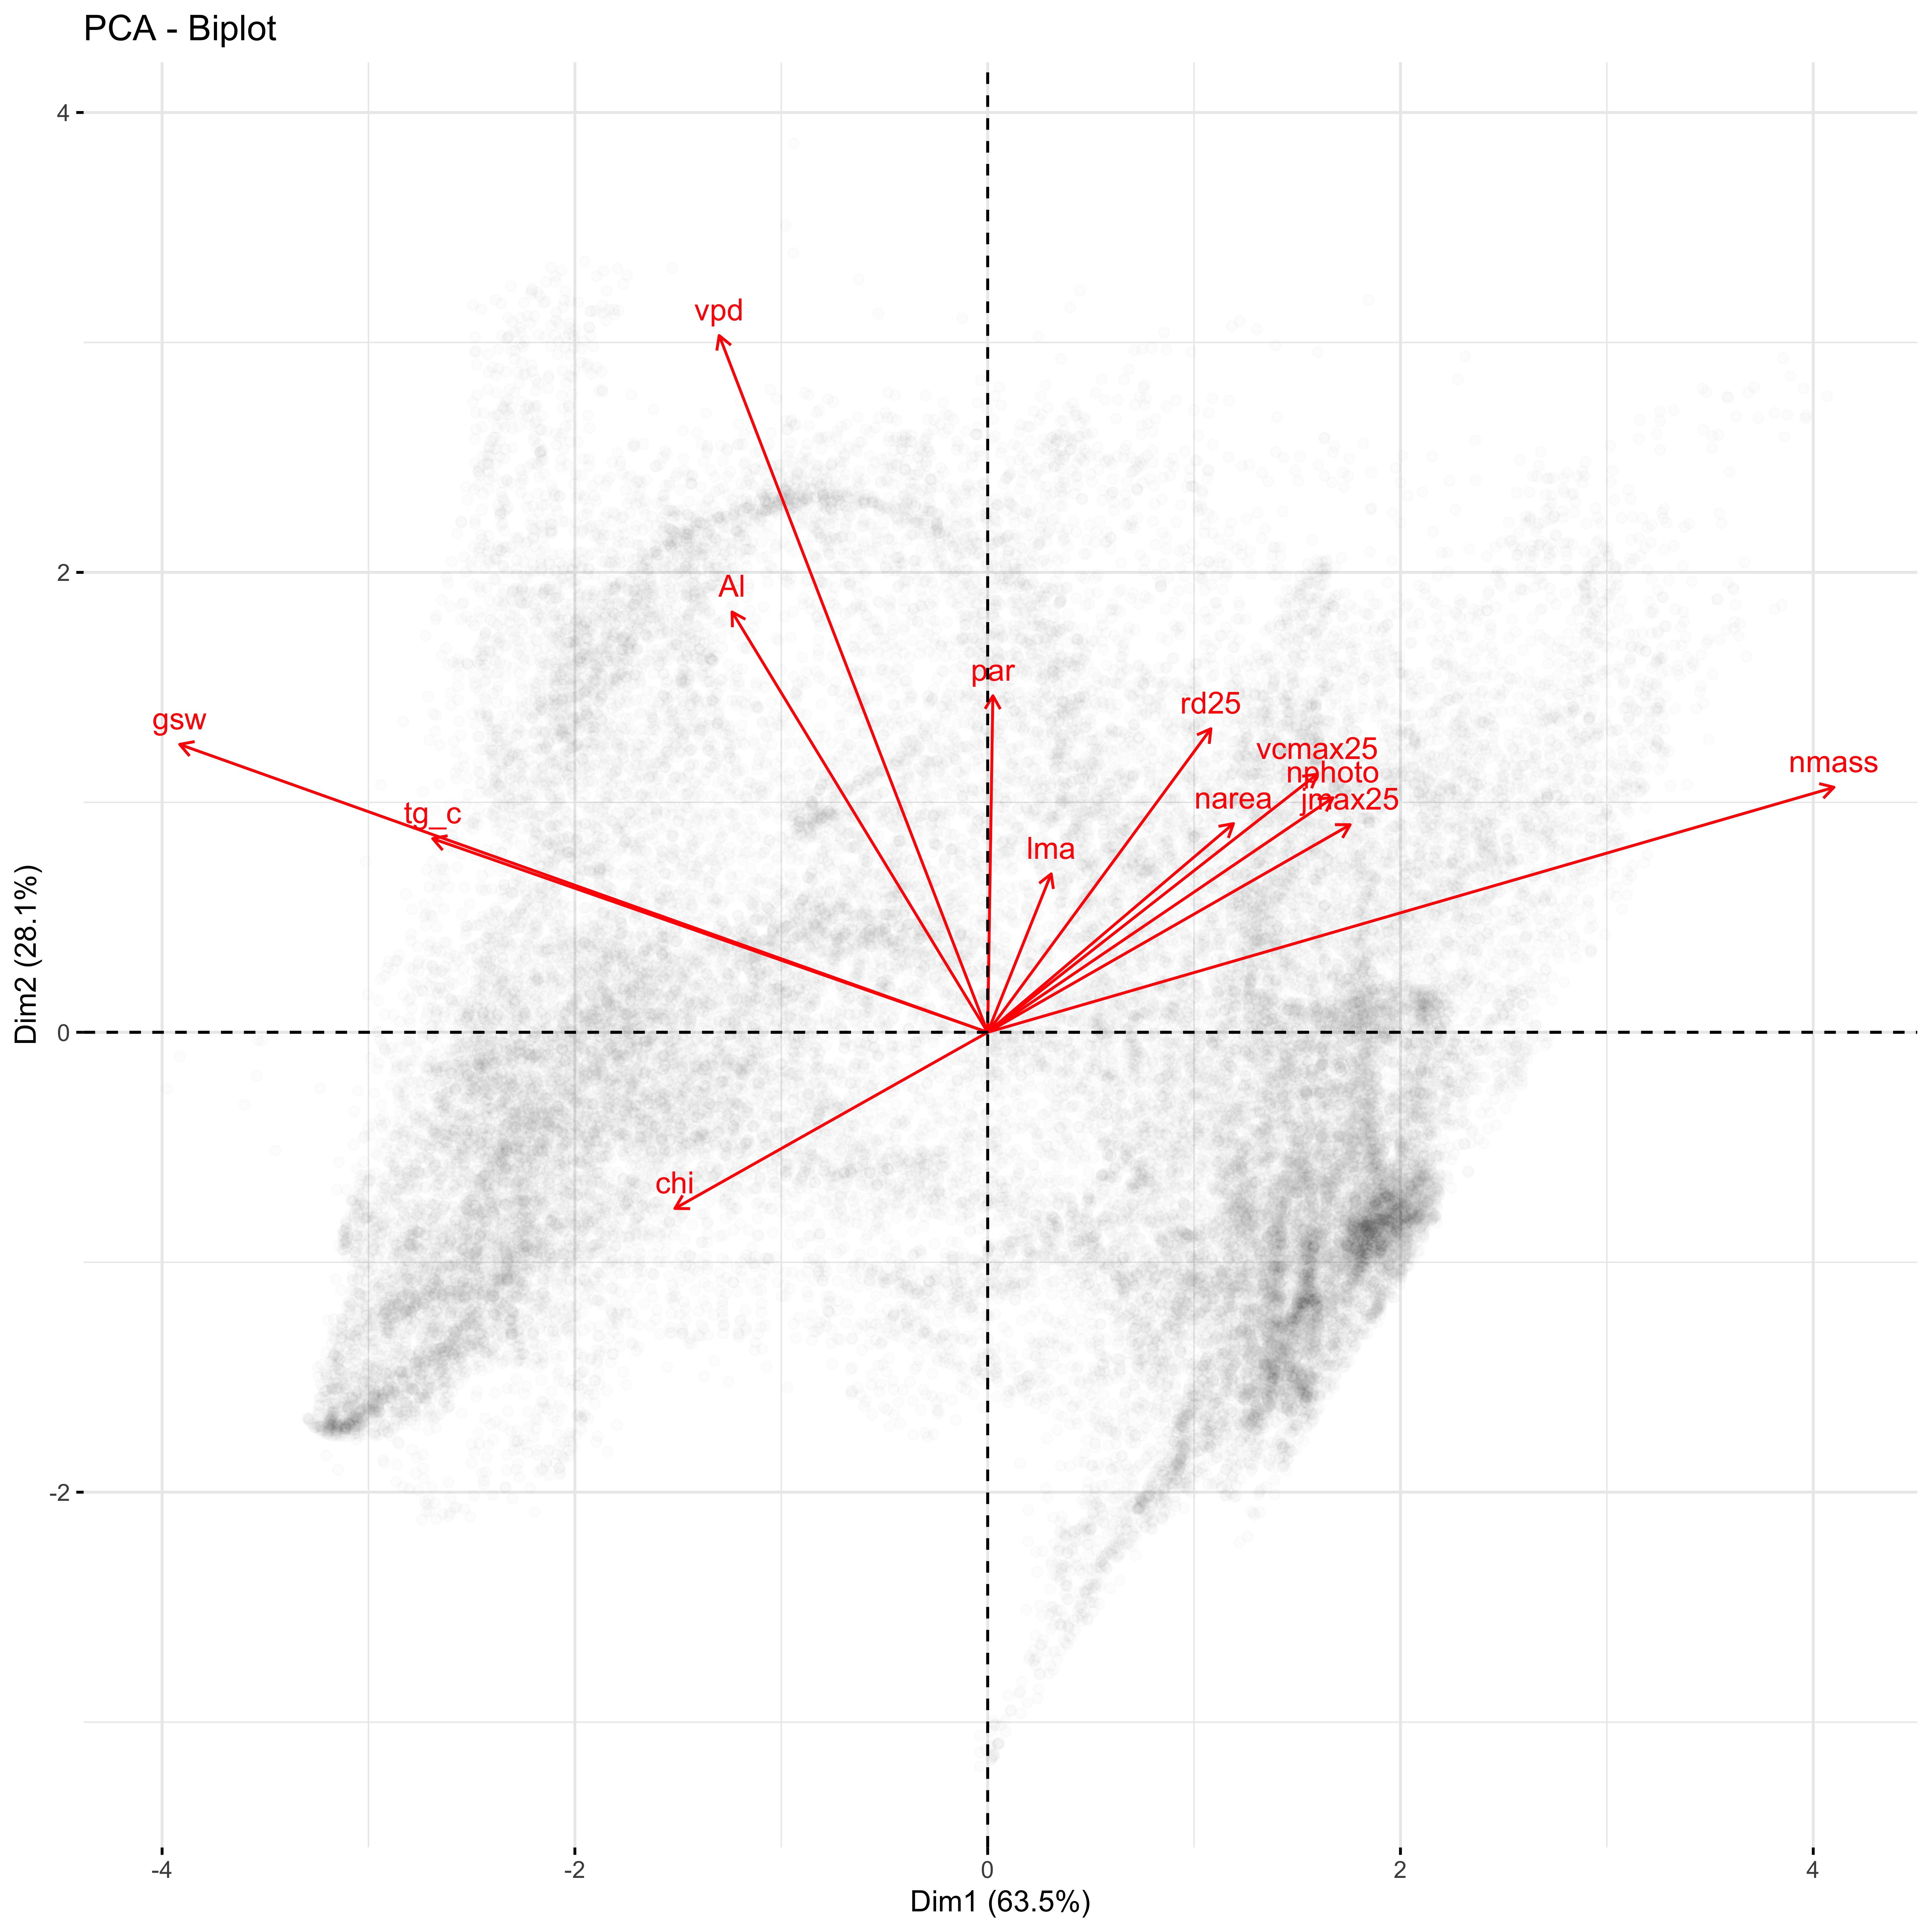 PCA - Biplot
4
vpd
2
AI
par
rd25
gsw
vcmax25
nmass
nphoto
tg_c
narea
jmax25
lma
Dim2 (28.1%)
0
chi
-2
-4
-2
0
2
4
Dim1 (63.5%)